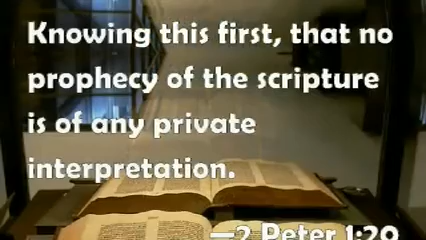 Knowing this first, that no
prophecy of the scripture
is of any private
interpretation.
—2 Peter 1:20